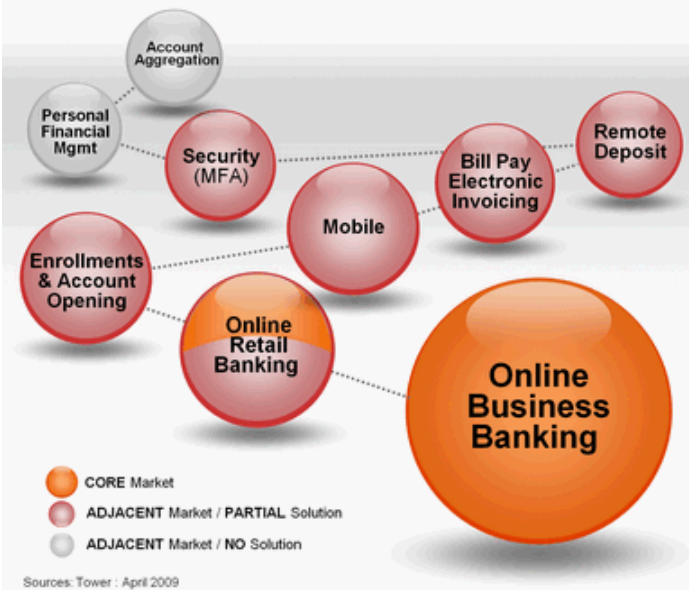 Account
Aggregation
Personal
Financial
Mgmt
Security
(MFA)
Remote
Deposit
Bill Pay
Electronic
Invoicing
Mobile
Enrollments
& Account
Opening
Online
Retail
Banking
Online
Business
Banking
CORE Market
ADJACENT Market / PARTIAL Solution
ADJACENT Market / NO Solution
Sources: Tower : April 2009